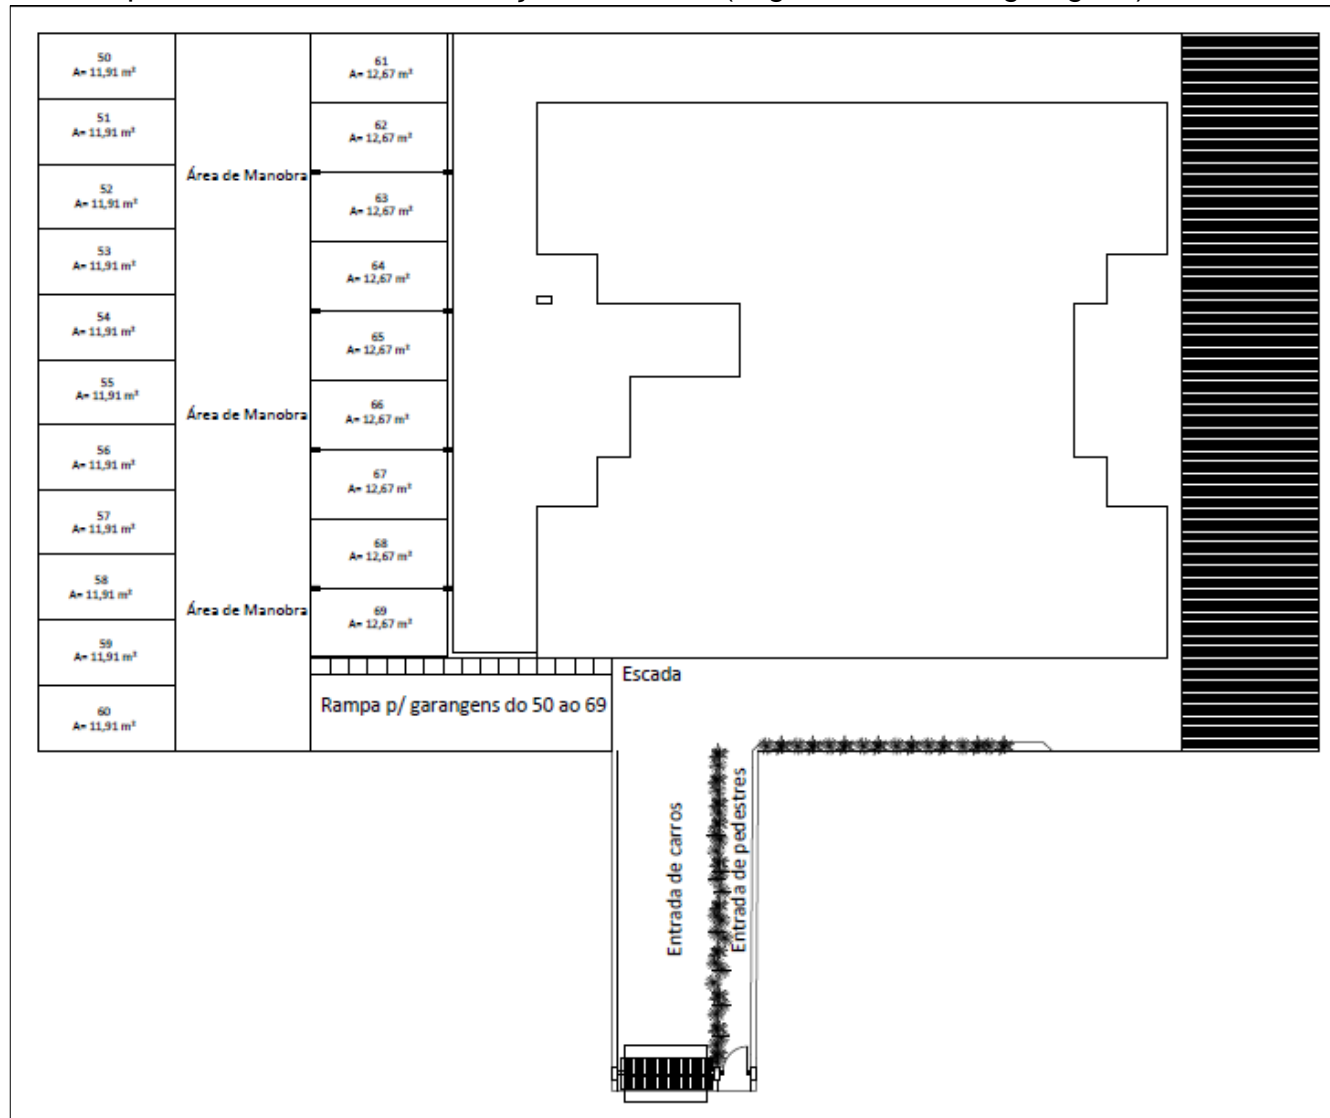 50
A= 11,91 m²
51
A= 11,91 m²
52
A= 11,91 m²
53
A= 11,91 m²
54
A= 11,91 m²
55
A= 11,91 m²
56
A= 11,91 m²
57
A= 11,91 m²
58
A= 11,91 m²
59
A= 11,91 m²
60
A= 11,91 m²
Área de Manobra
Área de Manobra
Área de Manobra
61
A= 12,67 m²
62
A= 12,67 m²
63
A= 12,67 m²
64
A= 12,67 m²
65
A= 12,67 m²
66
A= 12,67 m²
67
A= 12,67 m²
68
A= 12,67 m²
69
A= 12,67 m²
Escada
Rampa p/ garangens do 50 ao 69
Entrada de carros
Entrada de pedestres